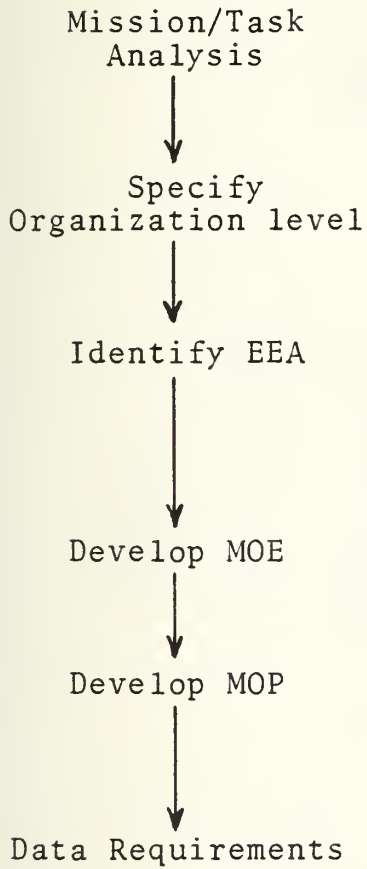 Mission/Task
Analysis
Specify
Organization level
Identify EEA
Develop MOE
Develop MOP
Data Requirements